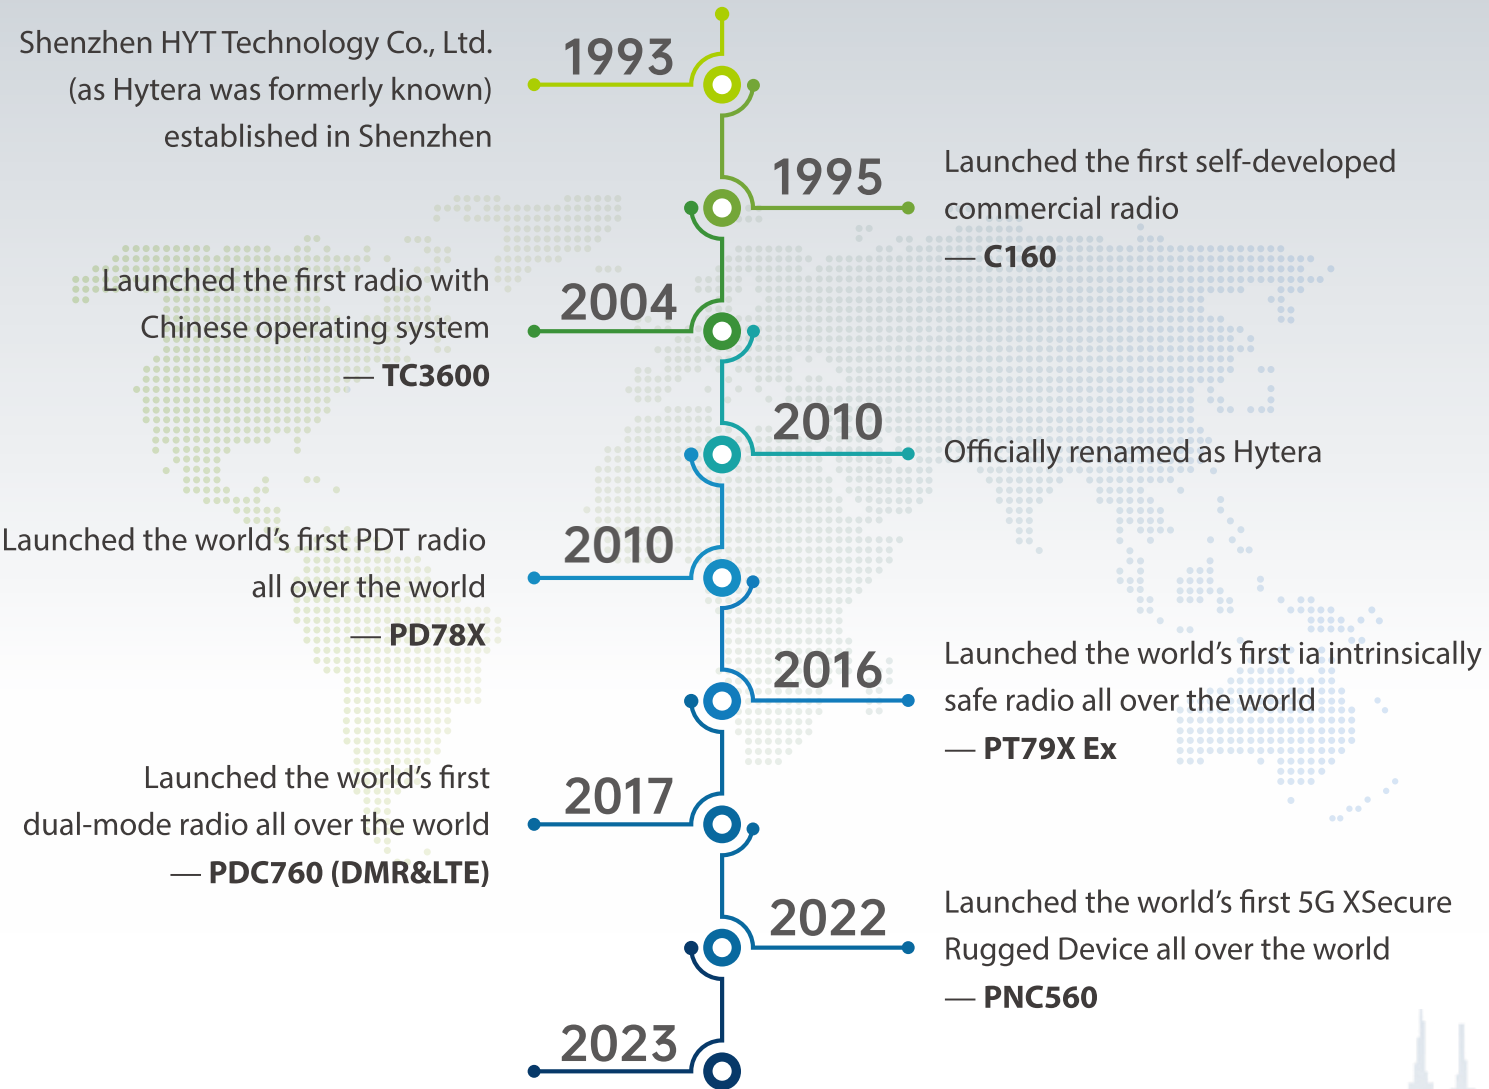 1993
Shenzhen HYT Technology Co., Ltd.
(as Hytera was formerly known)
established in Shenzhen
1995
Launched the first self-developed
commercial radio
— C160
2004
Launched the first radio with
Chinese operating system
— TC3600
2010
Officially renamed as Hytera
2010
Launched the world’s first PDT radio
all over the world
— PD78X
2016
Launched the world’s first ia intrinsically
safe radio all over the world
— PT79X Ex
2017
Launched the world’s first
dual-mode radio all over the world
— PDC760 (DMR&LTE)
2022
Launched the world’s first 5G XSecure
Rugged Device all over the world
— PNC560
2023